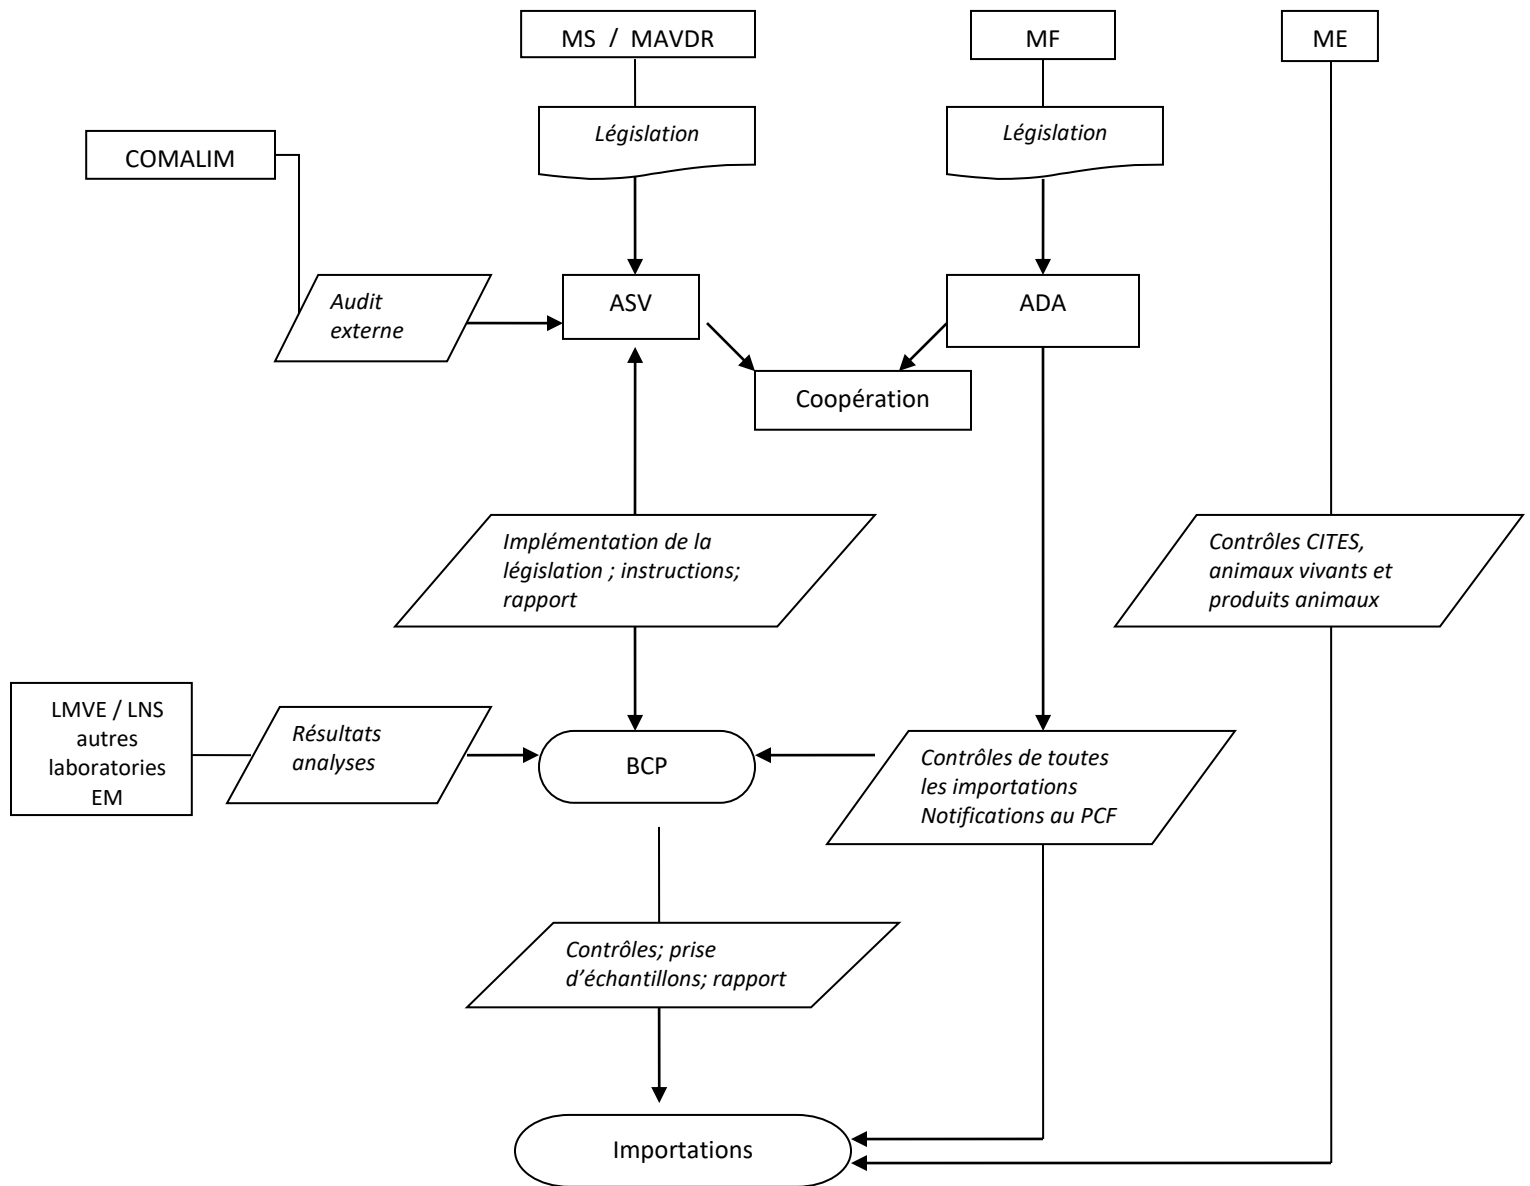 MS / MAVDR
MF
ME
Législation
Législation
COMALIM
Audit
externe
ASV
ADA
Coopération
Implémentation de la
législation ; instructions;
rapport
Contrôles CITES,
animaux vivants et
produits animaux
LMVE / LNS
autres
laboratories
EM
Résultats
analyses
BCP
Contrôles de toutes
les importations
Notifications au PCF
Contrôles; prise
d’échantillons; rapport
Importations